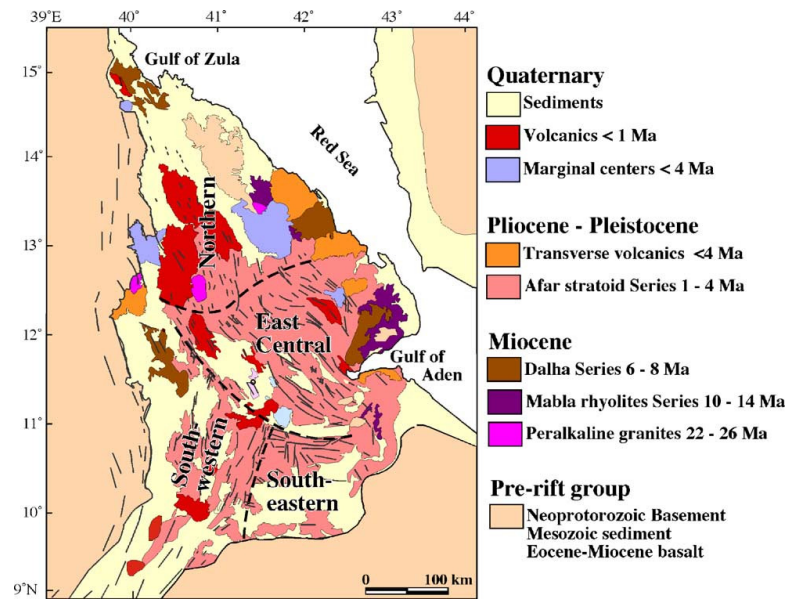 39°E 40° 41° 42° 43° 44°
15°
14°
13°
12°
11°
10°
9°N
Gulf of Zula
Red Sea
Northern
East
Central
Gulf of
Aden
South-
western
South-
eastern
0 100 km
Quaternary
Sediments
Volcanics < 1 Ma
Marginal centers < 4 Ma
Pliocene - Pleistocene
Transverse volcanics <4 Ma
Afar stratoid Series 1 - 4 Ma
Miocene
Dalha Series 6 - 8 Ma
Mabla rhyolites Series 10 - 14 Ma
Peralkaline granites 22 - 26 Ma
Pre-rift group
Neoprotorozoic Basement
Mesozoic sediment
Eocene-Miocene basalt